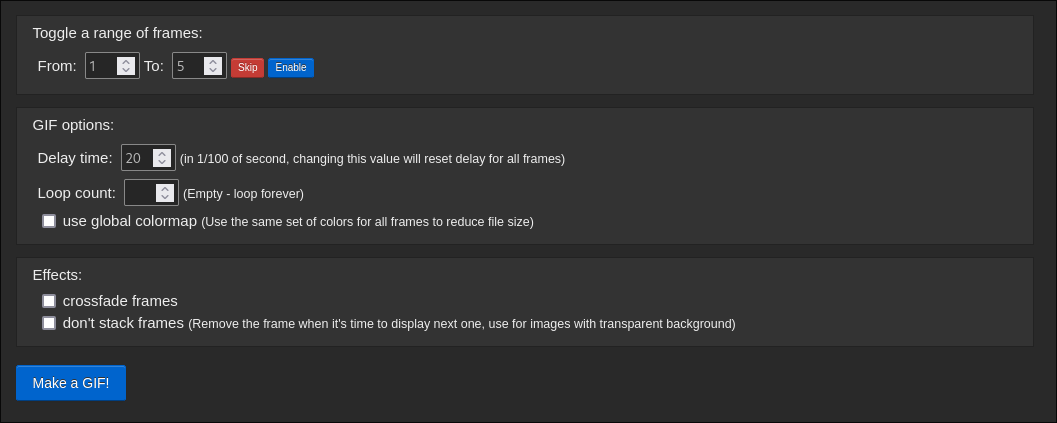 Toggle a range of frames:
From: 1 To: 5 Skip Enable
GIF options:
Delay time: 20 (in 1/100 of second, changing this value will reset delay for all frames)
Loop count: (Empty - loop forever)
use global colormap (Use the same set of colors for all frames to reduce file size)
Effects:
crossfade frames
don't stack frames (Remove the frame when it's time to display next one, use for images with transparent background)
Make a GIF!